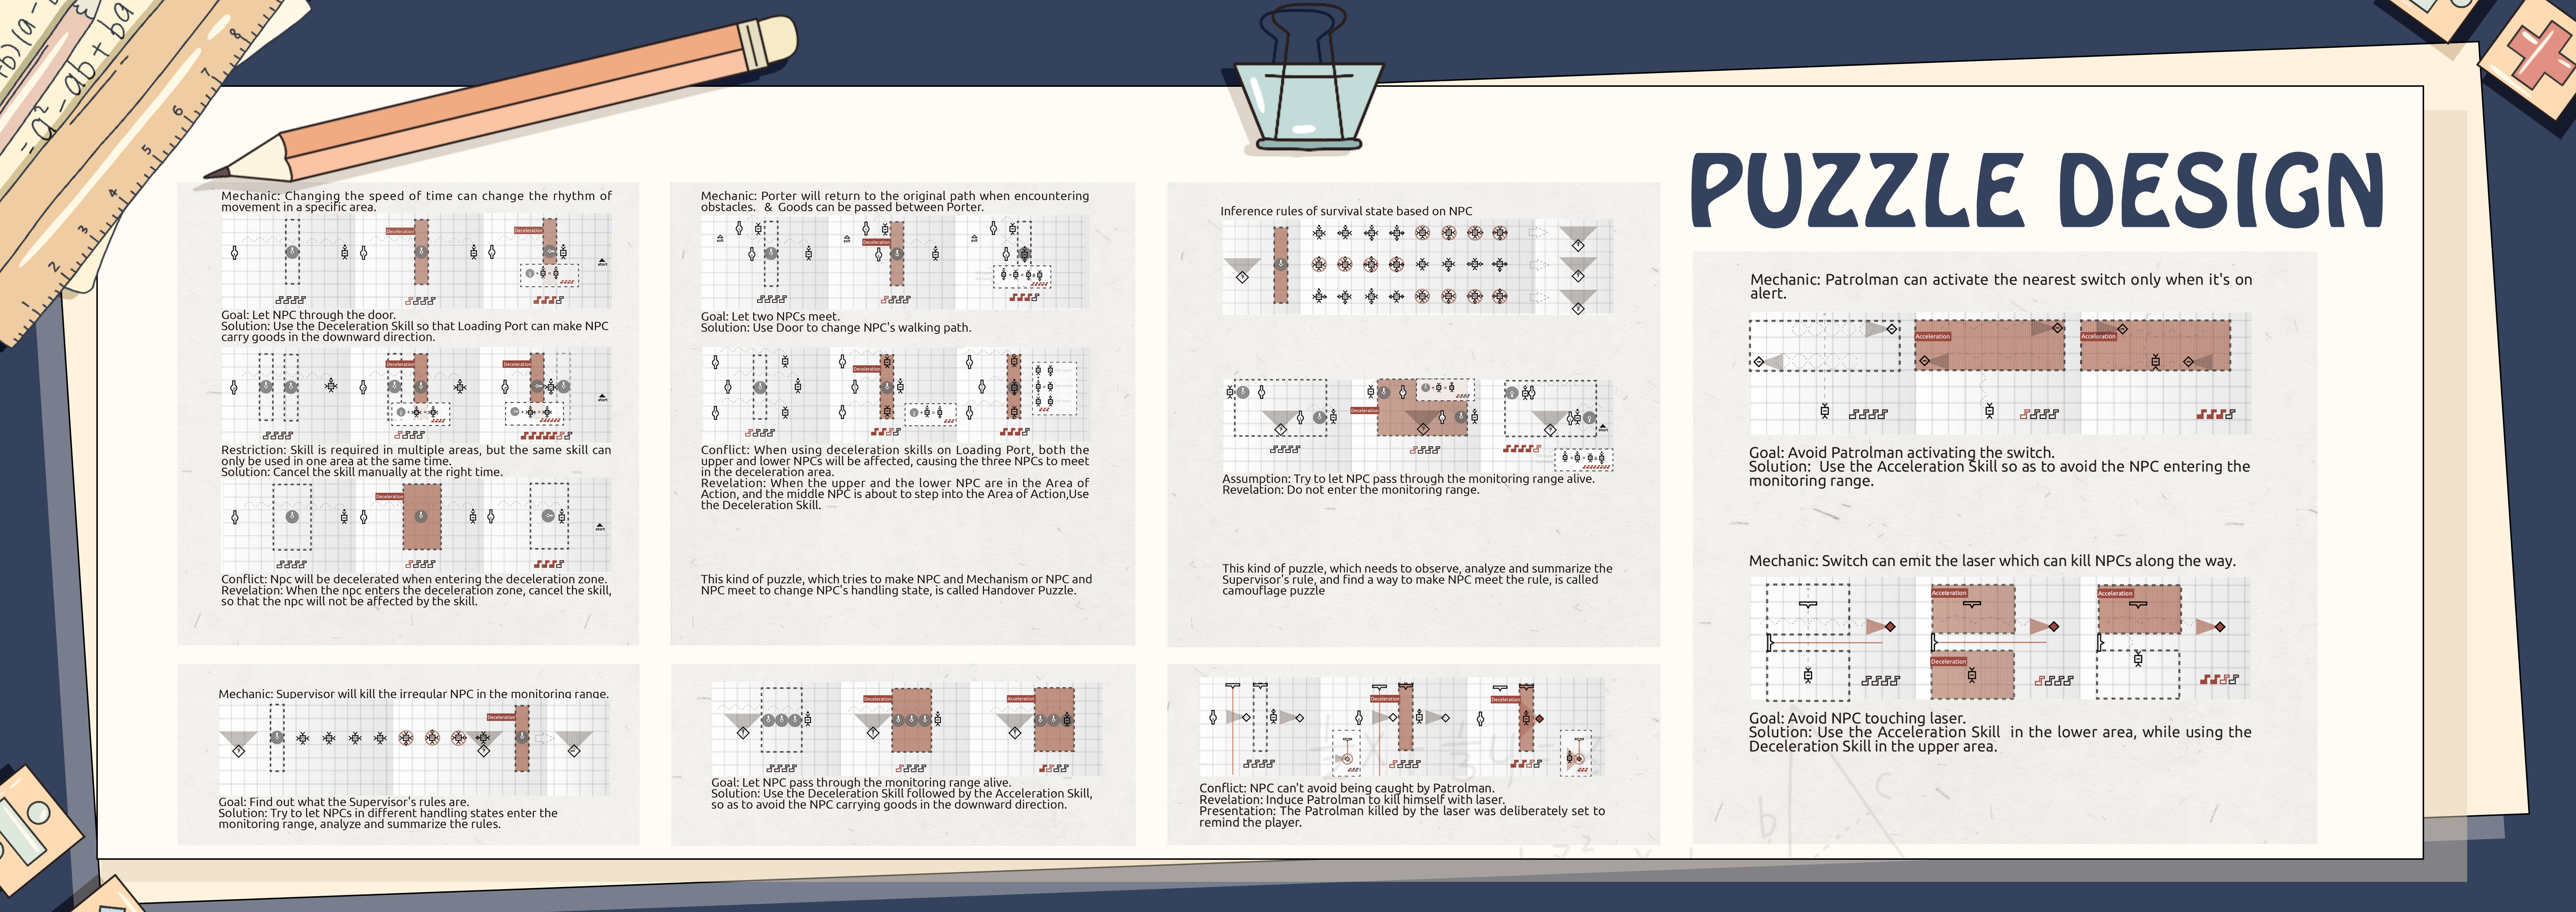 PUZZLE DESIGN
Mechanic: Changing the speed of time can change the rhythm of
movement in a specific area.
Deceleration
Deceleration
start
Goal: Let NPC through the door.
Solution: Use the Deceleration Skill so that Loading Port can make NPC
carry goods in the downward direction.
Deceleration
Deceleration
start
Restriction: Skill is required in multiple areas, but the same skill can
only be used in one area at the same time.
Solution: Cancel the skill manually at the right time.
Deceleration
start
Conflict: Npc will be decelerated when entering the deceleration zone.
Revelation: When the npc enters the deceleration zone, cancel the skill,
so that the npc will not be affected by the skill.
Mechanic: Supervisor will kill the irregular NPC in the monitoring range.
Deceleration
Goal: Find out what the Supervisor's rules are.
Solution: Try to let NPCs in different handling states enter the
monitoring range, analyze and summarize the rules.
Mechanic: Porter will return to the original path when encountering
obstacles. & Goods can be passed between Porter.
Deceleration
Goal: Let two NPCs meet.
Solution: Use Door to change NPC's walking path.
Deceleration
Conflict: When using deceleration skills on Loading Port, both the
upper and lower NPCs will be affected, causing the three NPCs to meet
in the deceleration area.
Revelation: When the upper and the lower NPC are in the Area of
Action, and the middle NPC is about to step into the Area of Action,Use
the Deceleration Skill.
This kind of puzzle, which tries to make NPC and Mechanism or NPC and
NPC meet to change NPC's handling state, is called Handover Puzzle.
Deceleration
Acceleration
Goal: Let NPC pass through the monitoring range alive.
Solution: Use the Deceleration Skill followed by the Acceleration Skill,
so as to avoid the NPC carrying goods in the downward direction.
Inference rules of survival state based on NPC
Deceleration
start
Assumption: Try to let NPC pass through the monitoring range alive.
Revelation: Do not enter the monitoring range.
This kind of puzzle, which needs to observe, analyze and summarize the
Supervisor's rule, and find a way to make NPC meet the rule, is called
camouflage puzzle
Deceleration
Deceleration
Conflict: NPC can't avoid being caught by Patrolman.
Revelation: Induce Patrolman to kill himself with laser.
Presentation: The Patrolman killed by the laser was deliberately set to
remind the player.
Mechanic: Patrolman can activate the nearest switch only when it's on
alert.
Acceleration
Acceleration
Goal: Avoid Patrolman activating the switch.
Solution: Use the Acceleration Skill so as to avoid the NPC entering the
monitoring range.
Mechanic: Switch can emit the laser which can kill NPCs along the way.
Acceleration
Acceleration
Deceleration
Goal: Avoid NPC touching laser.
Solution: Use the Acceleration Skill in the lower area, while using the
Deceleration Skill in the upper area.
-a²-ab+ba
1 2 3 4 5 6 7 8